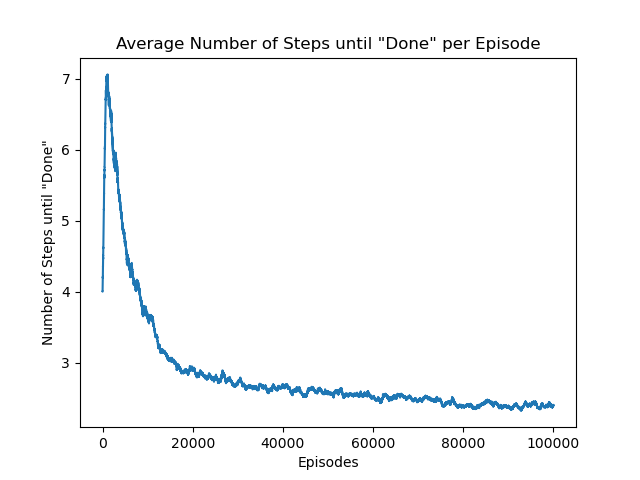 Average Number of Steps until "Done" per Episode
7
6
5
4
3
Number of Steps until "Done"
0 20000 40000 60000 80000 100000
Episodes